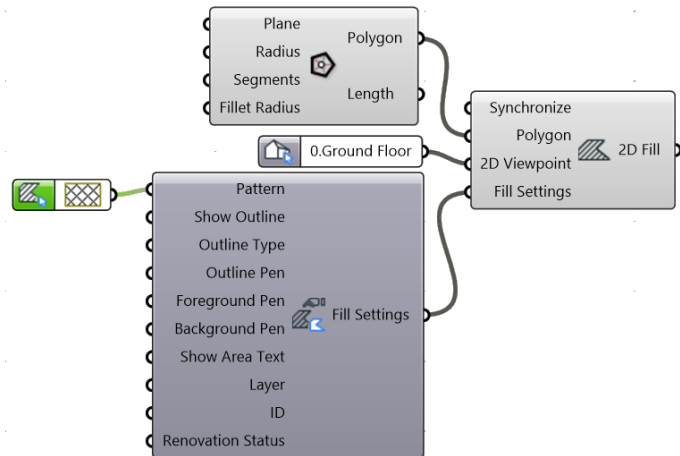 Plane
Radius
Segments
Fillet Radius
Polygon
Length
0.Ground Floor
Synchronize
Polygon
2D Viewpoint
Fill Settings
2D Fill
Pattern
Show Outline
Outline Type
Outline Pen
Foreground Pen
Background Pen
Show Area Text
Layer
ID
Renovation Status
Fill Settings